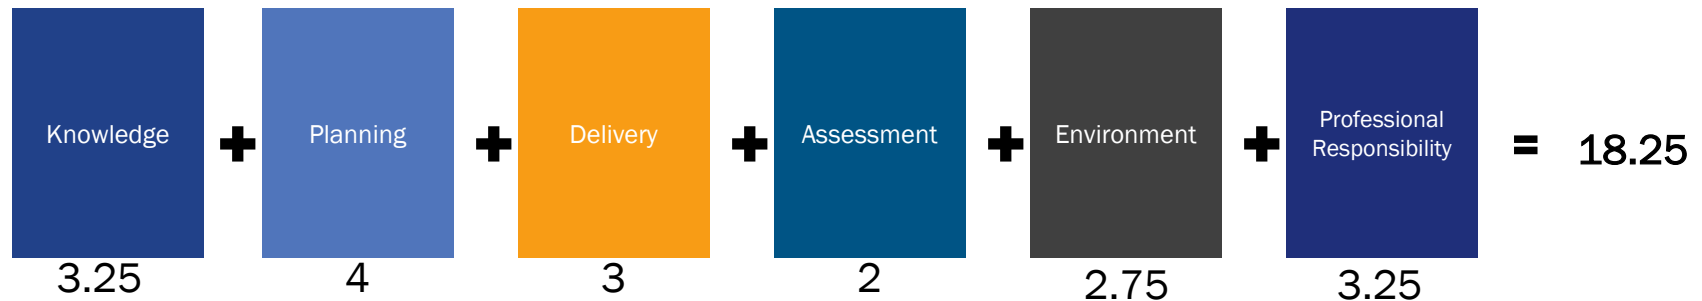 Knowledge + Planning + Delivery + Assessment + Environment + Professional Responsibility = 18.25
3.25 4 3 2 2.75 3.25